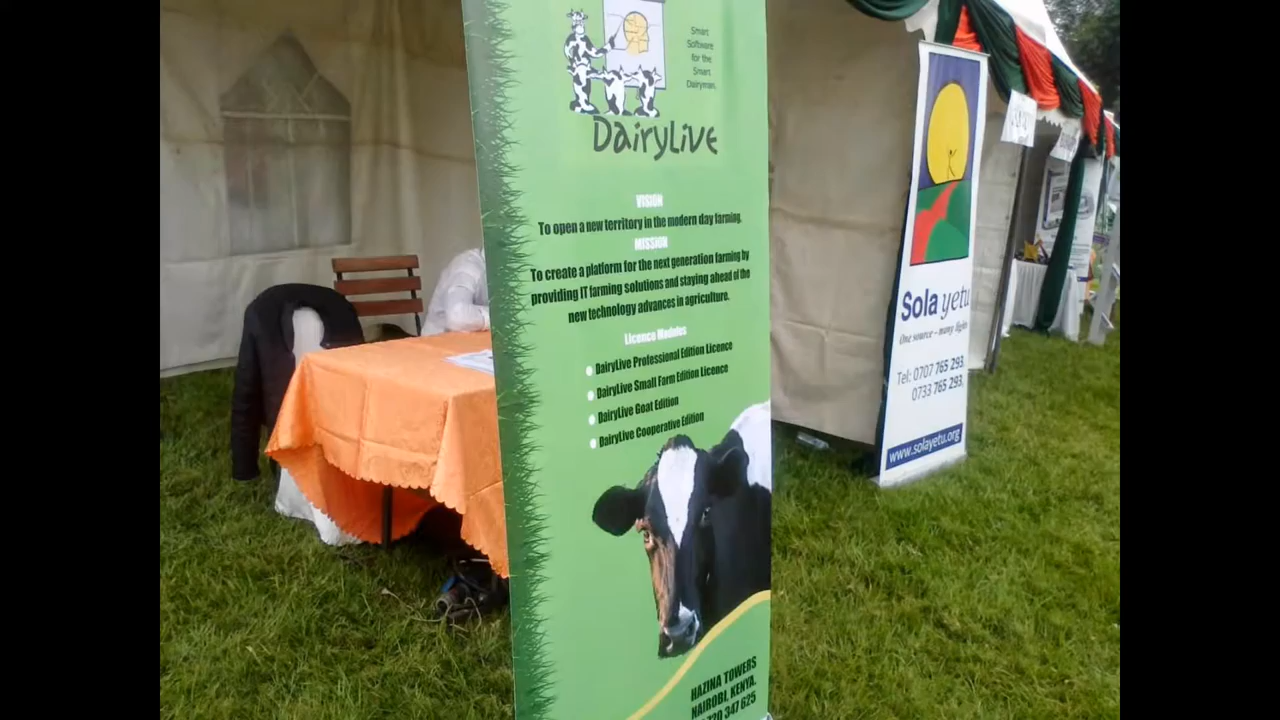 Smart
Software
for the
Smart
Dairyman.
DairyLive
VISION
To open a new territory in the modern day farming.
MISSION
To create a platform for the next generation farming by
providing IT farming solutions and staying ahead of the
new technology advances in agriculture.
Licence Modules
DairyLive Professional Edition Licence
DairyLive Small Farm Edition Licence
DairyLive Goat Edition
DairyLive Cooperative Edition
HAZINA TOWERS
NAIROBI, KENYA.
720 347 625
Sola yetu
One source – many lights
Tel: 0707 765 293
0733 765 293
www.solayetu.org